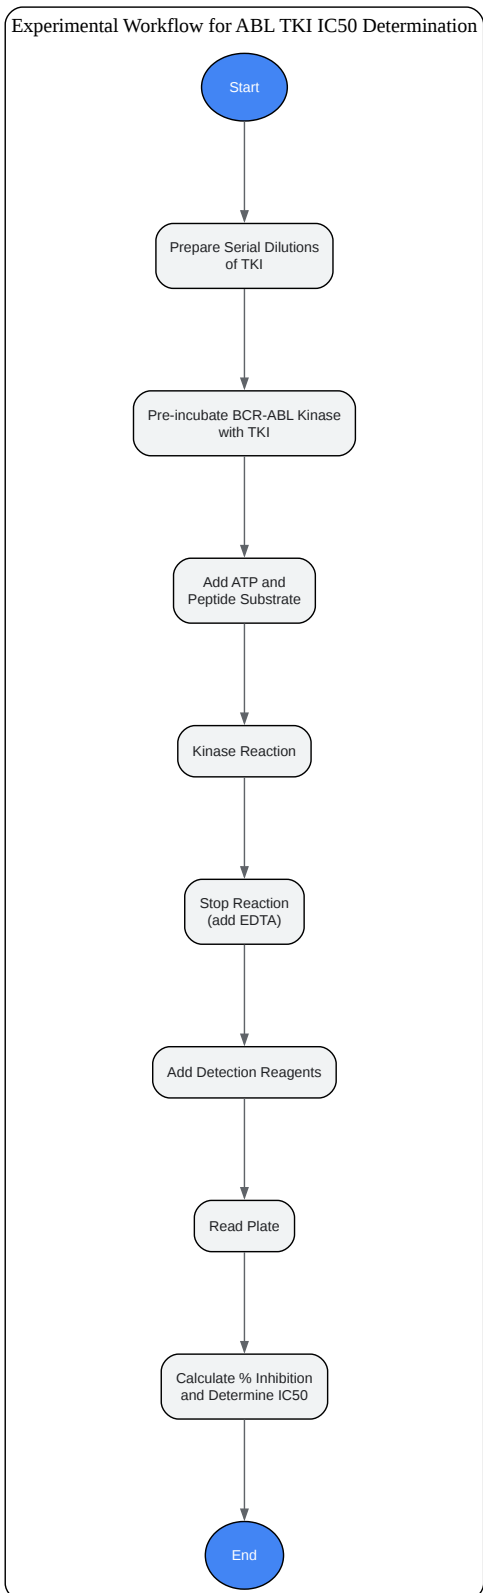 Experimental Workflow for ABL TKI IC50 Determination
Start
Prepare Serial Dilutions
of TKI
Pre-incubate BCR-ABL Kinase
with TKI
Add ATP and
Peptide Substrate
Kinase Reaction
Stop Reaction
(add EDTA)
Add Detection Reagents
Read Plate
Calculate % Inhibition
and Determine IC50
End